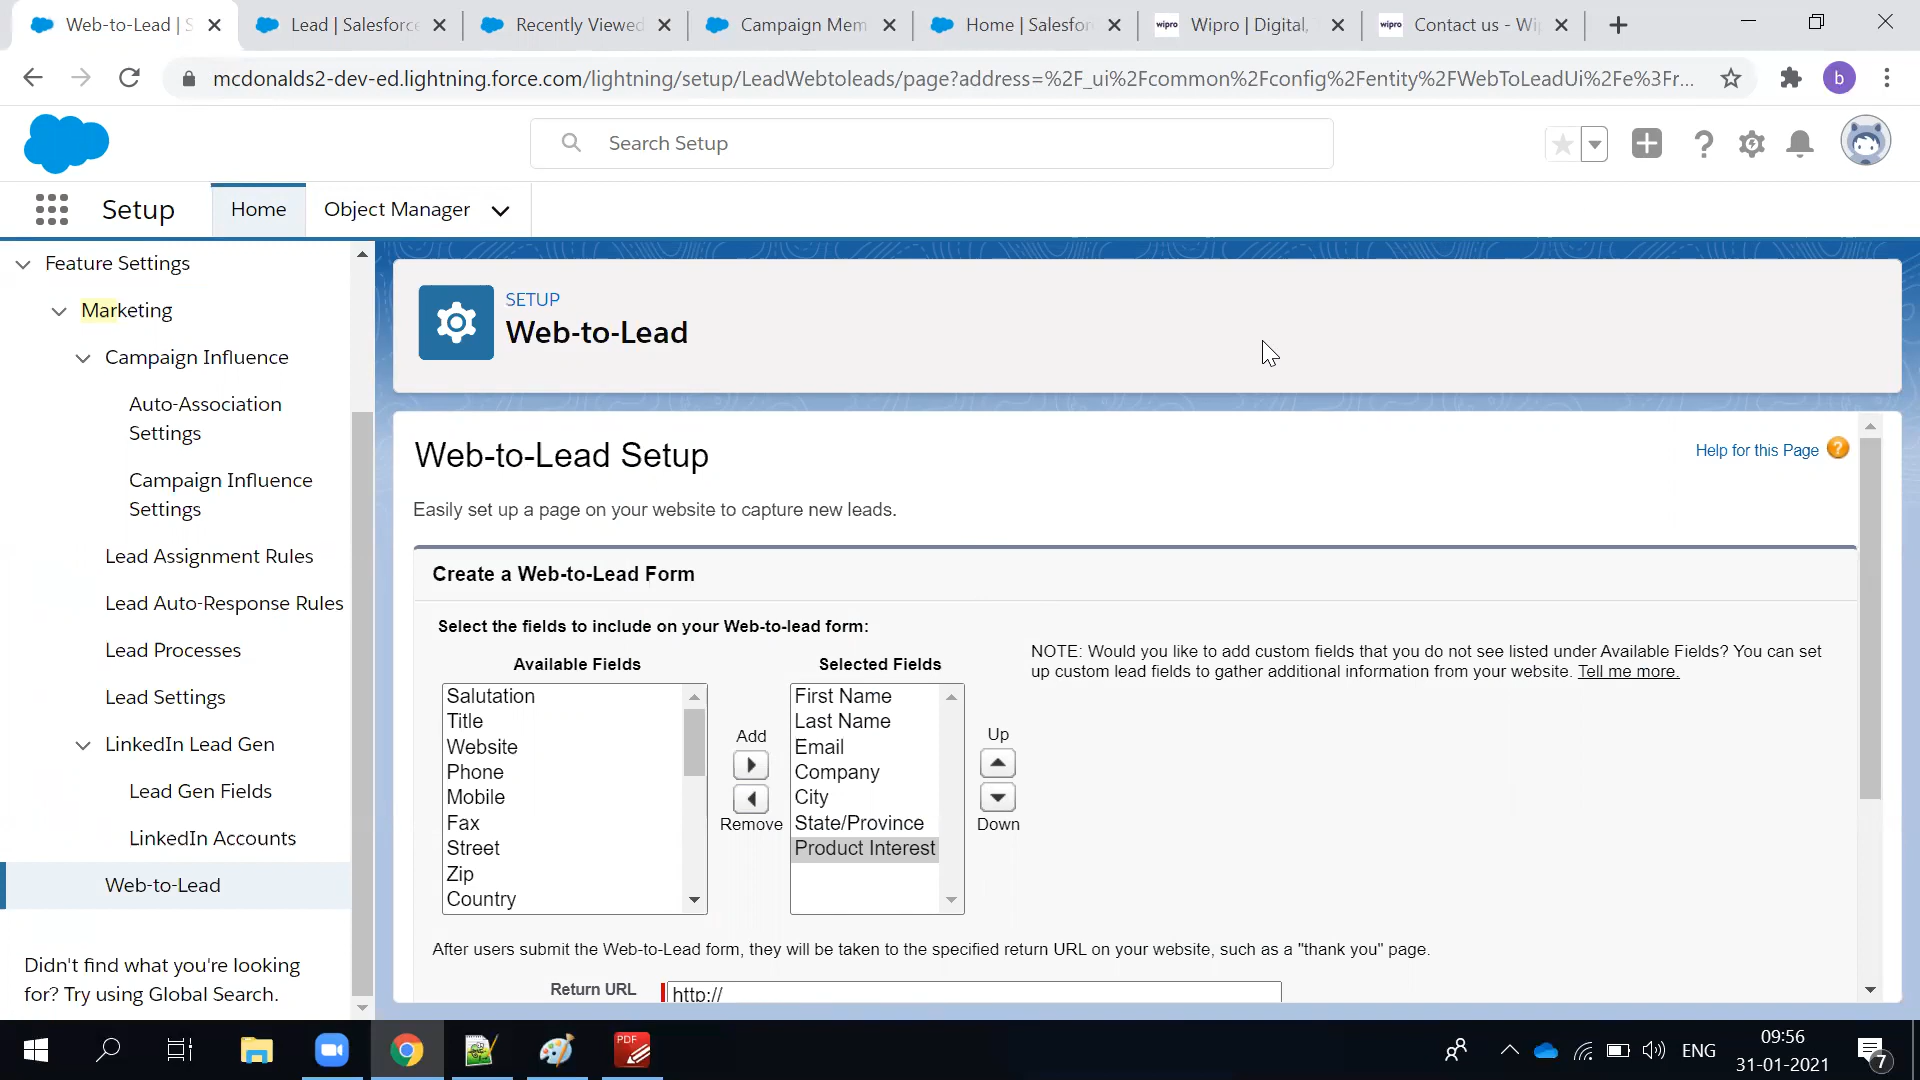 Web-to-Lead | S
Lead | Salesforce
Recently Viewed
Campaign Mem
Home | Salesfor
wipro
Wipro | Digital,
wipro
Contact us - Wi
mcdonalds2-dev-ed.lightning.force.com/lightning/setup/LeadWebtoleads/page?address=%2F_ui%2Fcommon%2Fconfig%2Fentity%2FWebToLeadUi%2Fe%3Fr...
b
Search Setup
Setup
Home
Object Manager
Feature Settings
Marketing
Campaign Influence
Auto-Association
Settings
Campaign Influence
Settings
Lead Assignment Rules
Lead Auto-Response Rules
Lead Processes
Lead Settings
LinkedIn Lead Gen
Lead Gen Fields
LinkedIn Accounts
Web-to-Lead
Didn't find what you're looking
for? Try using Global Search.
SETUP
Web-to-Lead
Web-to-Lead Setup
Help for this Page
Easily set up a page on your website to capture new leads.
Create a Web-to-Lead Form
Select the fields to include on your Web-to-lead form:
Available Fields
Salutation
Title
Website
Phone
Mobile
Fax
Street
Zip
Country
Add
Remove
Selected Fields
First Name
Last Name
Email
Company
City
State/Province
Product Interest
Up
Down
NOTE: Would you like to add custom fields that you do not see listed under Available Fields? You can set
up custom lead fields to gather additional information from your website. Tell me more.
After users submit the Web-to-Lead form, they will be taken to the specified return URL on your website, such as a "thank you" page.
Return URL
http://
PDF
ENG
09:56
31-01-2021
7